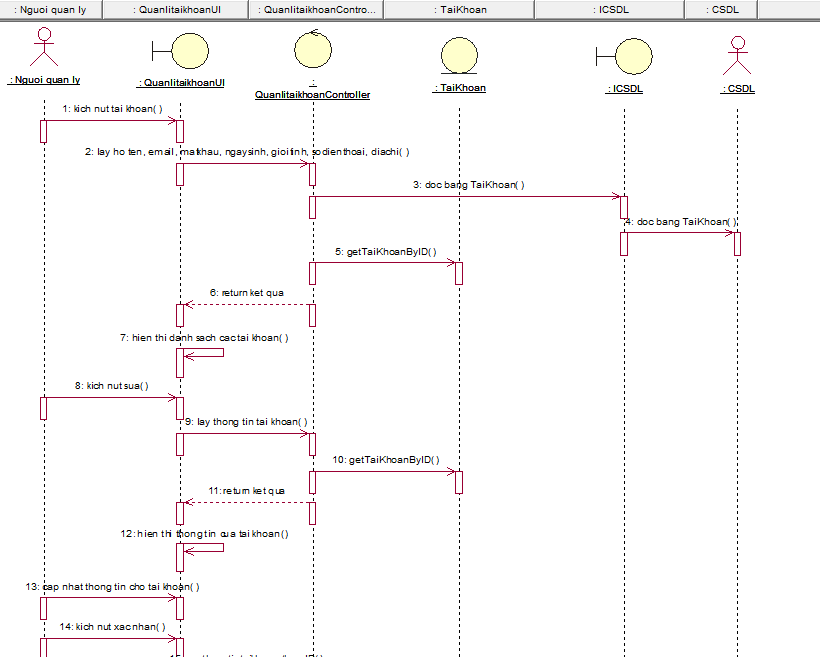 : Nguoi quan ly
: QuanlitaikhoanUI
: QuanlitaikhoanContro...
: TaiKhoan
: ICSDL
: CSDL
: Nguoi quan ly
: QuanlitaikhoanUI
:
QuanlitaikhoanController
: TaiKhoan
: ICSDL
: CSDL
1: kich nut tai khoan( )
2: lay ho ten, email, matkhau, ngaysinh, gioitinh, sodienthoai, diachi( )
3: doc bang TaiKhoan( )
4: doc bang TaiKhoan( )
5: getTaiKhoanByID( )
6: return ket qua
7: hien thi danh sach cac tai khoan( )
8: kich nut sua( )
9: lay thong tin tai khoan( )
10: getTaiKhoanByID( )
11: return ket qua
12: hien thi thong tin cua tai khoan( )
13: cap nhat thong tin cho tai khoan( )
14: kich nut xac nhan( )